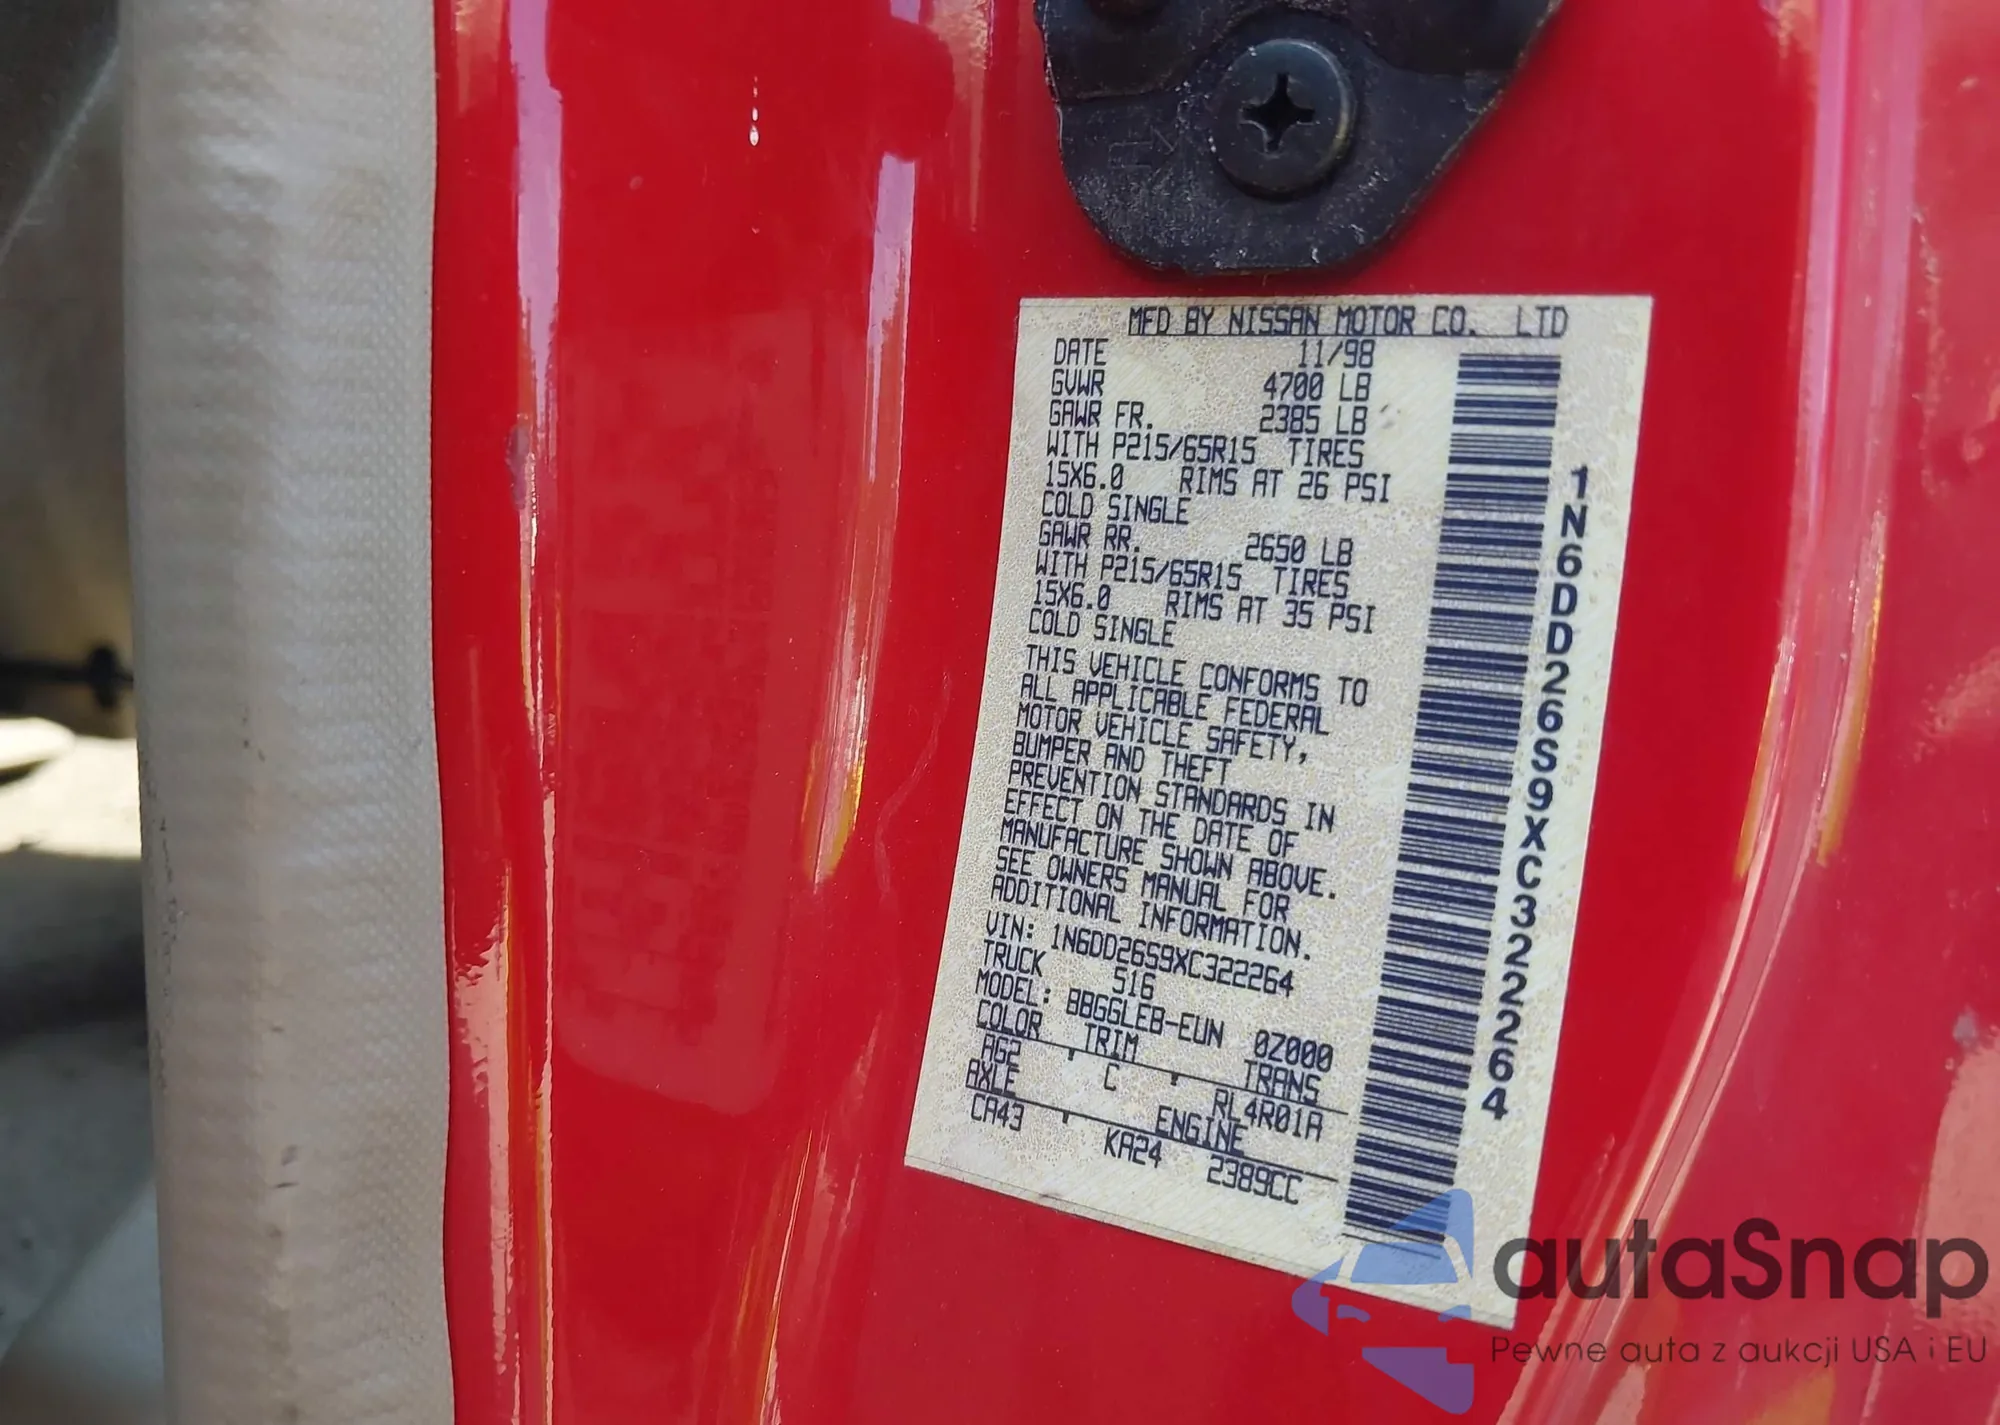 MFD BY NISSAN MOTOR CO. LTD
DATE 11/98
GVWR 4700 LB
GAWR FR. 2385 LB
WITH P215/65R15 TIRES
15X6.0 RIMS AT 26 PSI
COLD SINGLE
GAWR RR. 2650 LB
WITH P215/65R15 TIRES
15X6.0 RIMS AT 35 PSI
COLD SINGLE
THIS VEHICLE CONFORMS TO
ALL APPLICABLE FEDERAL
MOTOR VEHICLE SAFETY,
BUMPER AND THEFT
PREVENTION STANDARDS IN
EFFECT ON THE DATE OF
MANUFACTURE SHOWN ABOVE.
SEE OWNERS MANUAL FOR
ADDITIONAL INFORMATION.
VIN: 1N6DD26S9XC322264
TRUCK 516
MODEL: BBGGLEB-EUN 0Z000
COLOR TRIM TRANS
AG2 C RL4R01A
AXLE ENGINE
CA43 KA24 2389CC
1N6DD26S9XC322264
autaSnap
Pewne auta z aukcji USA i EU